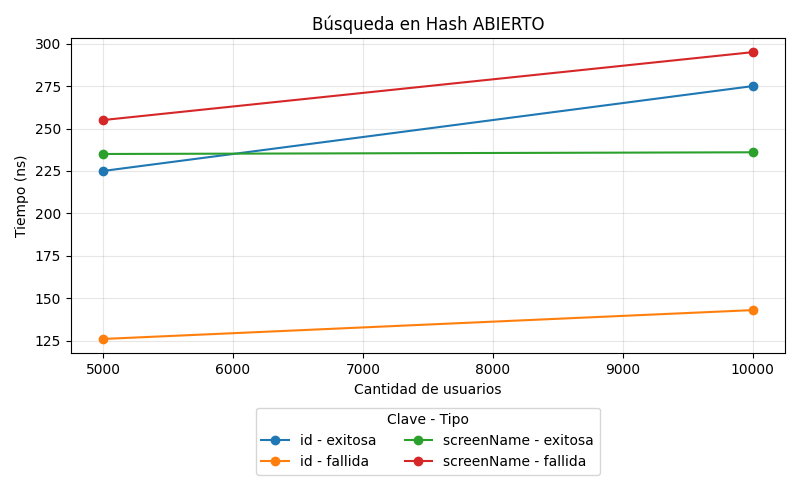 Búsqueda en Hash ABIERTO
Tiempo (ns)
300
275
250
225
200
175
150
125
5000 6000 7000 8000 9000 10000
Cantidad de usuarios
Clave - Tipo
id - exitosa screenName - exitosa
id - fallida screenName - fallida